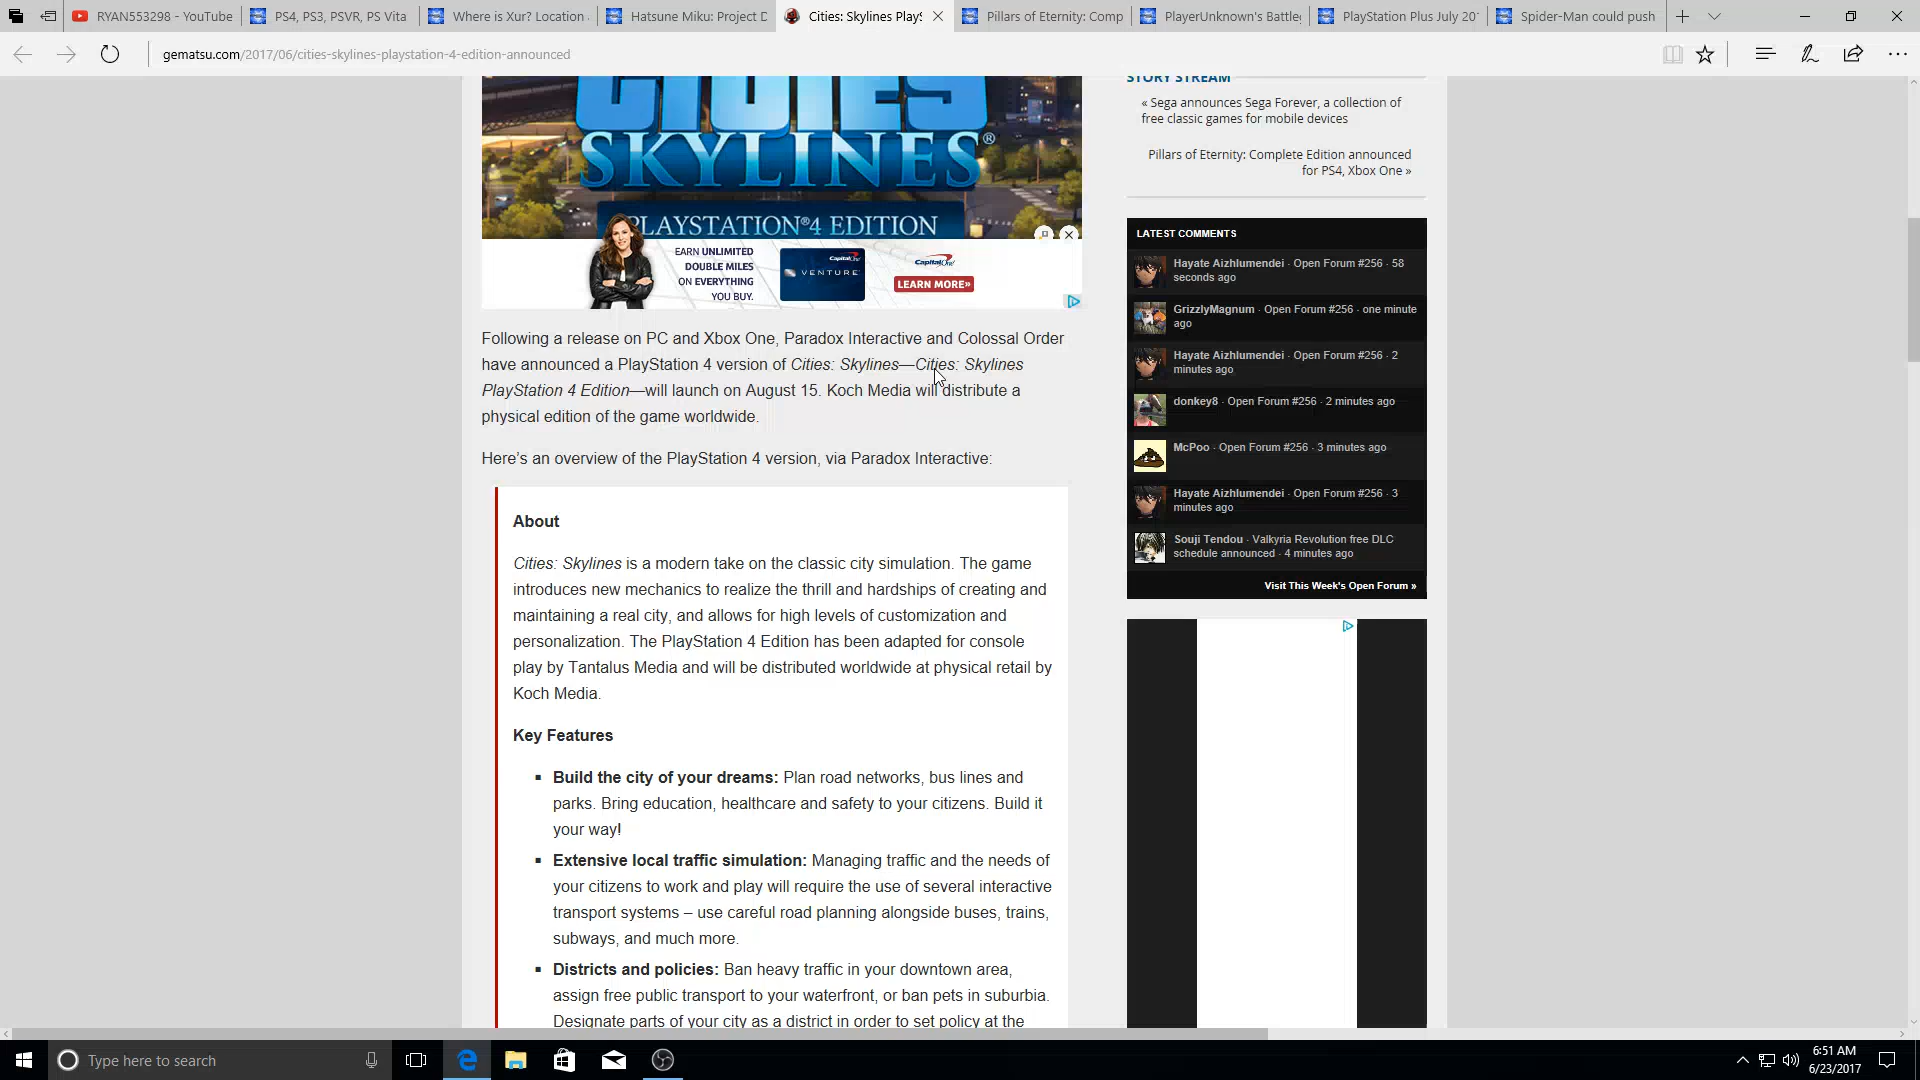 RYAN553298 - YouTube
PS4, PS3, PSVR, PS Vita
Where is Xur? Location
Hatsune Miku: Project D
Cities: Skylines PlayS
Pillars of Eternity: Comp
PlayerUnknown's Battleg
PlayStation Plus July 201
Spider-Man could push
gematsu.com/2017/06/cities-skylines-playstation-4-edition-announced
CITIES
SKYLINES®
PLAYSTATION®4 EDITION
EARN UNLIMITED
DOUBLE MILES
ON EVERYTHING
YOU BUY.
Capital One
VENTURE
Capital One
LEARN MORE»
Following a release on PC and Xbox One, Paradox Interactive and Colossal Order
have announced a PlayStation 4 version of Cities: Skylines—Cities: Skylines
PlayStation 4 Edition—will launch on August 15. Koch Media will distribute a
physical edition of the game worldwide.
Here’s an overview of the PlayStation 4 version, via Paradox Interactive:
About
Cities: Skylines is a modern take on the classic city simulation. The game
introduces new mechanics to realize the thrill and hardships of creating and
maintaining a real city, and allows for high levels of customization and
personalization. The PlayStation 4 Edition has been adapted for console
play by Tantalus Media and will be distributed worldwide at physical retail by
Koch Media.
Key Features
▪ Build the city of your dreams: Plan road networks, bus lines and
parks. Bring education, healthcare and safety to your citizens. Build it
your way!
▪ Extensive local traffic simulation: Managing traffic and the needs of
your citizens to work and play will require the use of several interactive
transport systems – use careful road planning alongside buses, trains,
subways, and much more.
▪ Districts and policies: Ban heavy traffic in your downtown area,
assign free public transport to your waterfront, or ban pets in suburbia.
Designate parts of your city as a district in order to set policy at the
STORY STREAM
« Sega announces Sega Forever, a collection of
free classic games for mobile devices
Pillars of Eternity: Complete Edition announced
for PS4, Xbox One »
LATEST COMMENTS
Hayate Aizhlumendei · Open Forum #256 · 58
seconds ago
GrizzlyMagnum · Open Forum #256 · one minute
ago
Hayate Aizhlumendei · Open Forum #256 · 2
minutes ago
donkey8 · Open Forum #256 · 2 minutes ago
McPoo · Open Forum #256 · 3 minutes ago
Hayate Aizhlumendei · Open Forum #256 · 3
minutes ago
Souji Tendou · Valkyria Revolution free DLC
schedule announced · 4 minutes ago
Visit This Week's Open Forum »
Type here to search
6:51 AM
6/23/2017